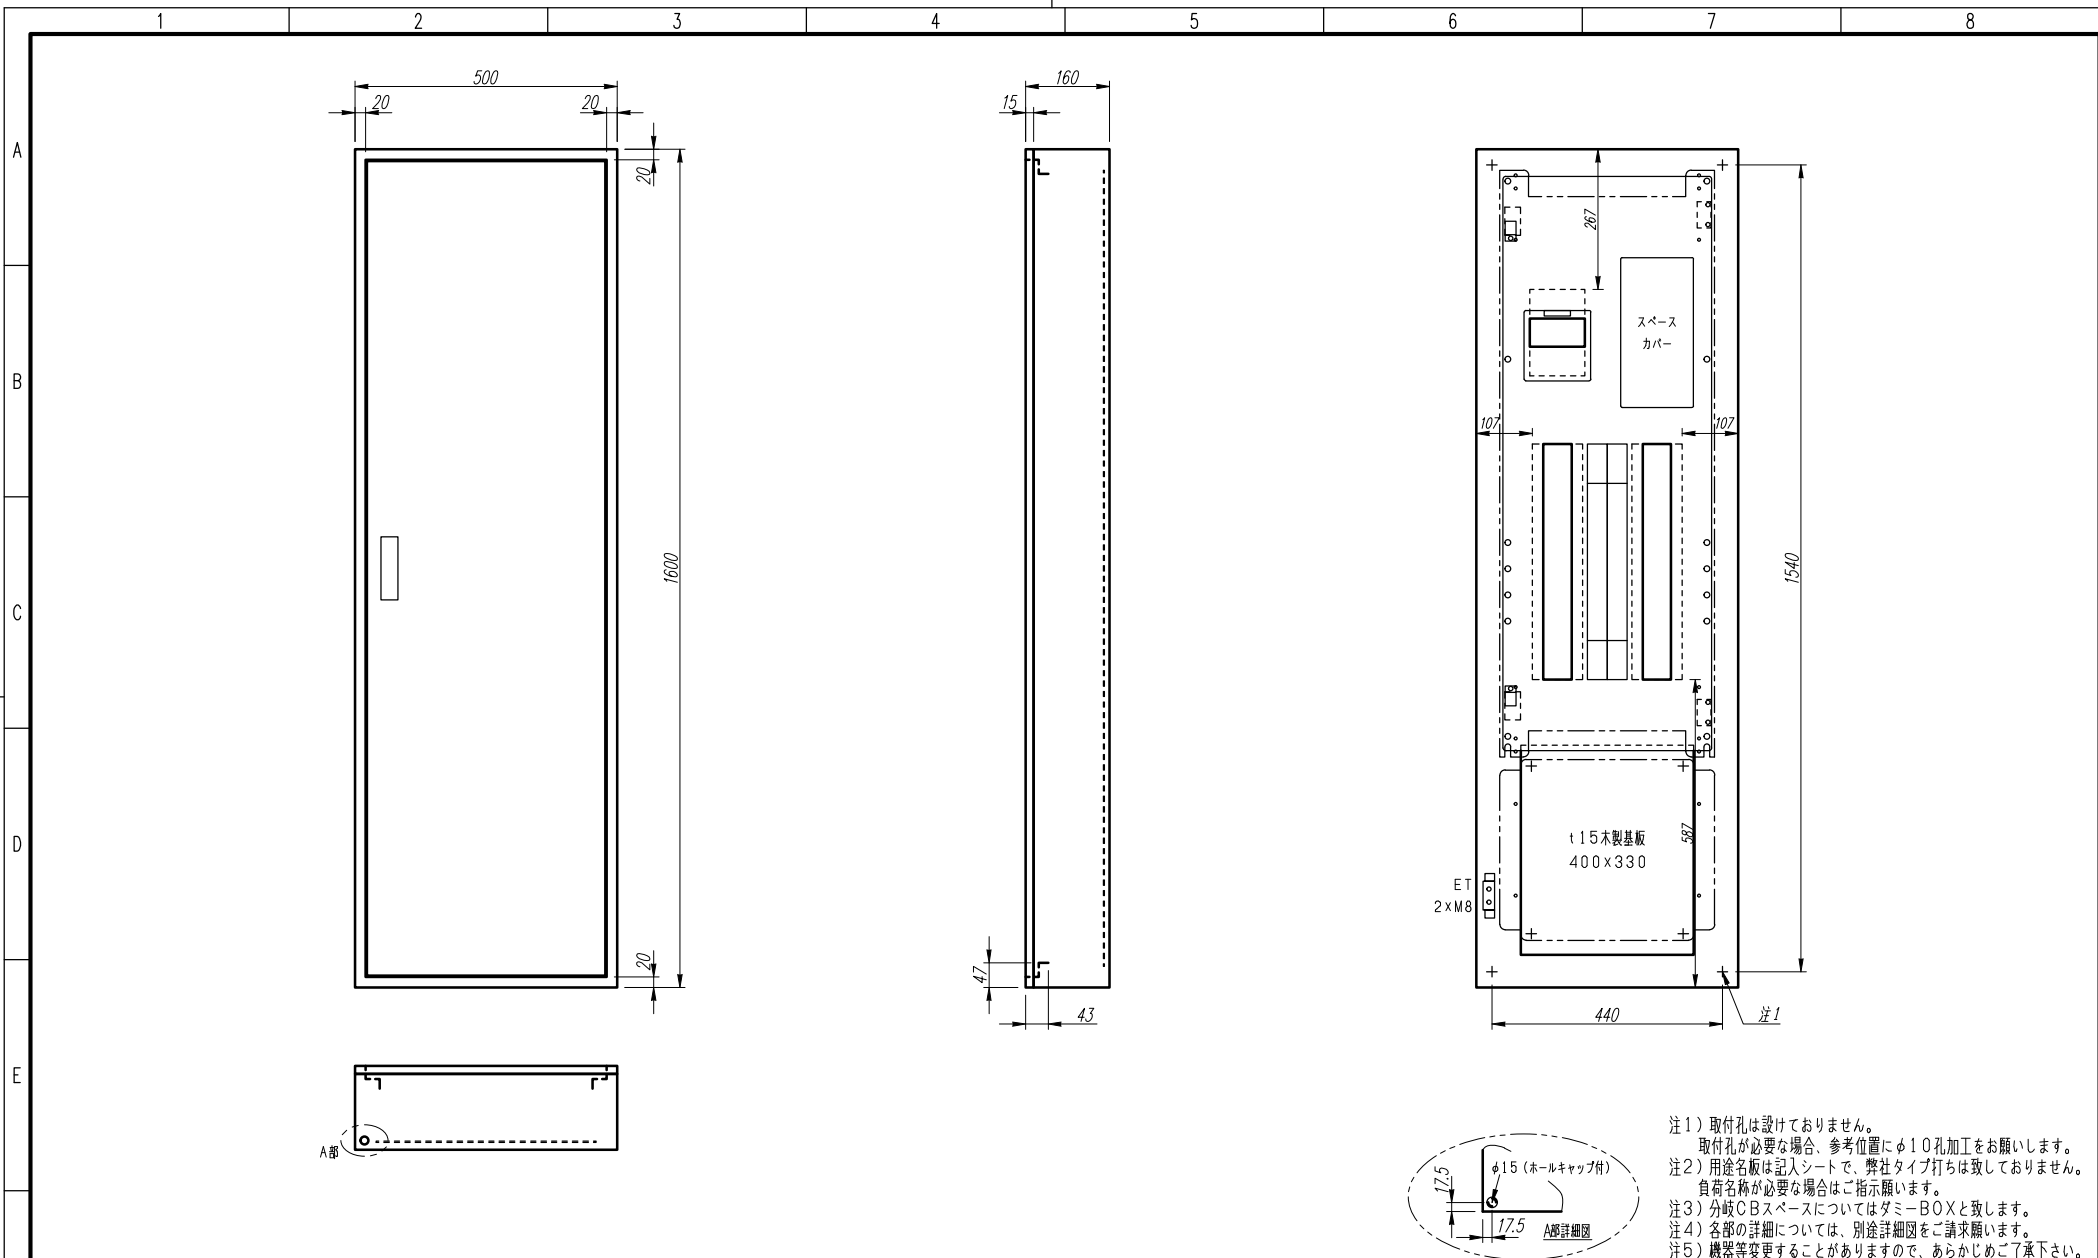 1 2 3 4 5 6 7 8
A
B
C
D
E
500
20 20
20
1600
20
160
15
47
43
267
スペース
カバー
107 107
1540
t15木製基板
400×330
587
ET
2×M8
440
注1
A部
φ15(ホールキャップ付)
17.5
17.5
A部詳細図
注1)取付孔は設けておりません。
取付孔が必要な場合、参考位置にφ10孔加工をお願いします。
注2)用途名板は記入シートで、弊社タイプ打ちは致しておりません。
負荷名称が必要な場合はご指示願います。
注3)分岐CBスペースについてはダミーBOXと致します。
注4)各部の詳細については、別途詳細図をご請求願います。
注5)機器等変更することがありますので、あらかじめご了承下さい。